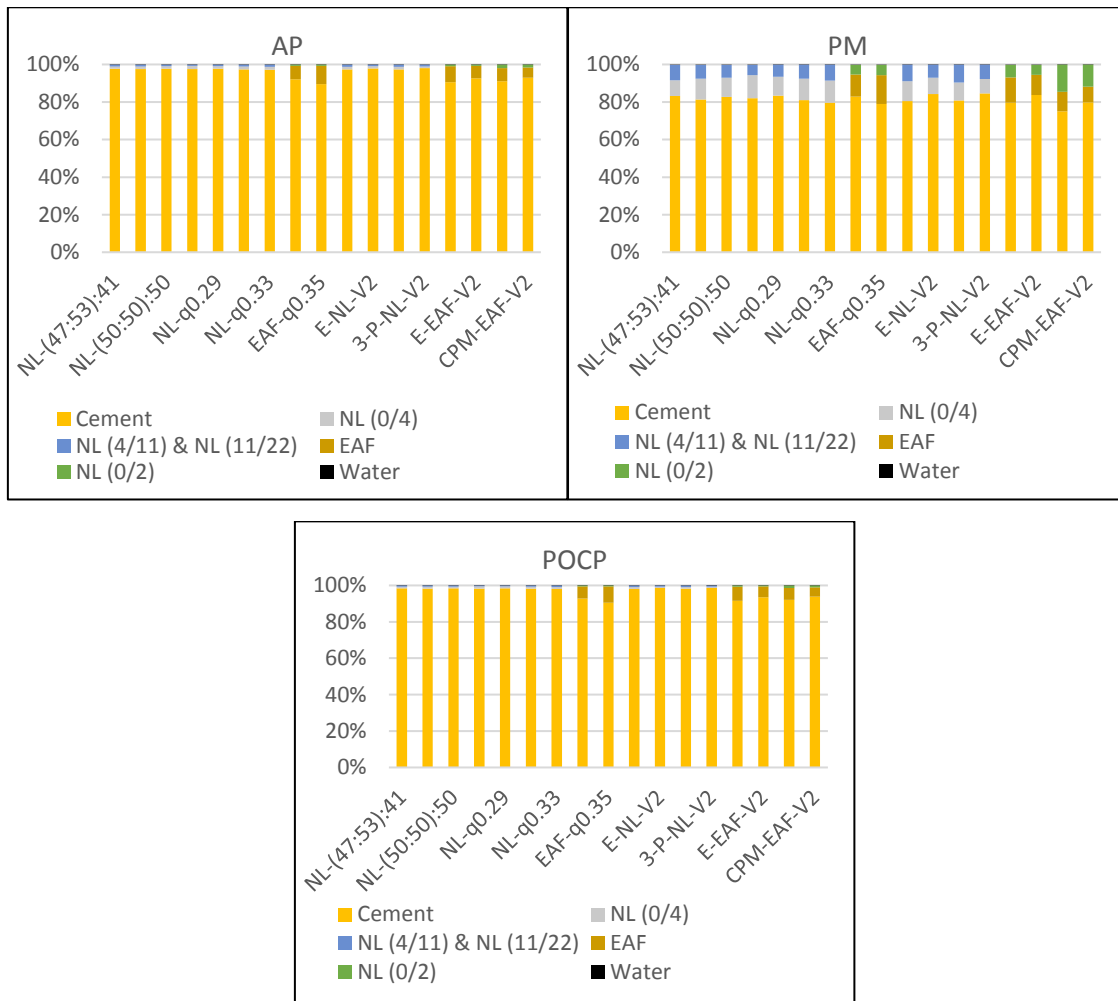 AP
100%
80%
60%
40%
20%
0%
NL-(47:53):41
NL-(50:50):50
NL-q0.29
NL-q0.33
EAF-q0.35
E-NL-V2
3-P-NL-V2
E-EAF-V2
CPM-EAF-V2
Cement
NL (0/4)
NL (4/11) & NL (11/22)
EAF
NL (0/2)
Water
PM
100%
80%
60%
40%
20%
0%
NL-(47:53):41
NL-(50:50):50
NL-q0.29
NL-q0.33
EAF-q0.35
E-NL-V2
3-P-NL-V2
E-EAF-V2
CPM-EAF-V2
Cement
NL (0/4)
NL (4/11) & NL (11/22)
EAF
NL (0/2)
Water
POCP
100%
80%
60%
40%
20%
0%
NL-(47:53):41
NL-(50:50):50
NL-q0.29
NL-q0.33
EAF-q0.35
E-NL-V2
3-P-NL-V2
E-EAF-V2
CPM-EAF-V2
Cement
NL (0/4)
NL (4/11) & NL (11/22)
EAF
NL (0/2)
Water